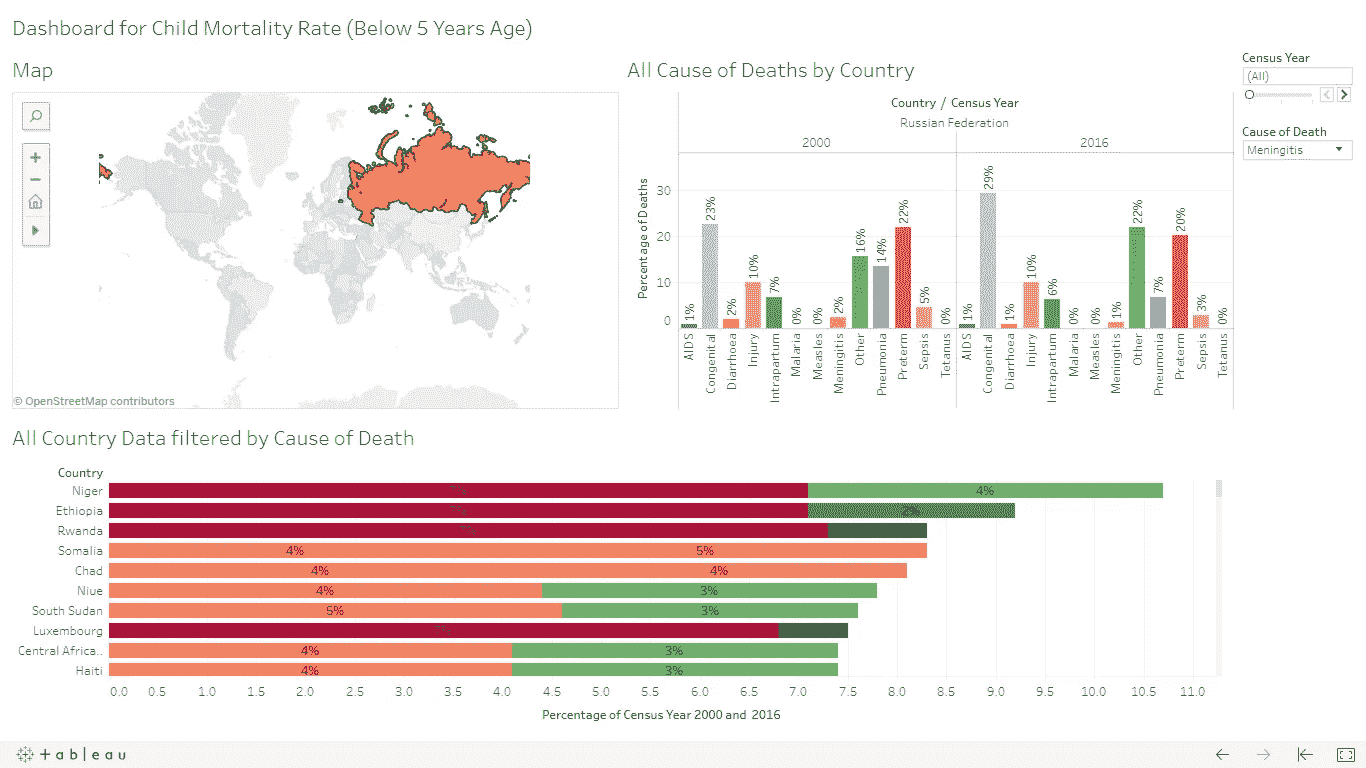 Dashboard for Child Mortality Rate (Below 5 Years Age)
Map
© OpenStreetMap contributors
All Cause of Deaths by Country
Country / Census Year
Russian Federation
2000 2016
Percent age of Deaths
30
20
10
0
1% 23% 2% 10% 7% 0% 0% 2% 16% 14% 22% 5% 0% 1% 29% 1% 10% 6% 0% 0% 1% 22% 7% 20% 3% 0%
AIDS Congenital Diarrhoea Injury Intrapartum Malaria Measles Meningitis Other Pneumonia Preterm Sepsis Tetanus AIDS Congenital Diarrhoea Injury Intrapartum Malaria Measles Meningitis Other Pneumonia Preterm Sepsis Tetanus
Census Year
(All)
Cause of Death
Meningitis
All Country Data filtered by Cause of Death
Country
Niger 4%
Ethiopia 2%
Rwanda
Somalia 4% 5%
Chad 4% 4%
Niue 4% 3%
South Sudan 5% 3%
Luxembourg
Central Africa.. 4% 3%
Haiti 4% 3%
0.0 0.5 1.0 1.5 2.0 2.5 3.0 3.5 4.0 4.5 5.0 5.5 6.0 6.5 7.0 7.5 8.0 8.5 9.0 9.5 10.0 10.5 11.0
Percentage of Census Year 2000 and 2016
+ a b l e a u